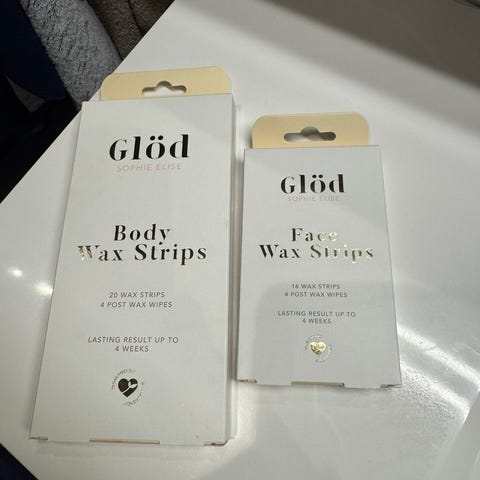 Glöd
SOPHIE ELISE
Body
Wax Strips
20 WAX STRIPS
4 POST WAX WIPES
LASTING RESULT UP TO
4 WEEKS
Glöd
SOPHIE ELISE
Face
Wax Strips
16 WAX STRIPS
4 POST WAX WIPES
LASTING RESULT UP TO
4 WEEKS